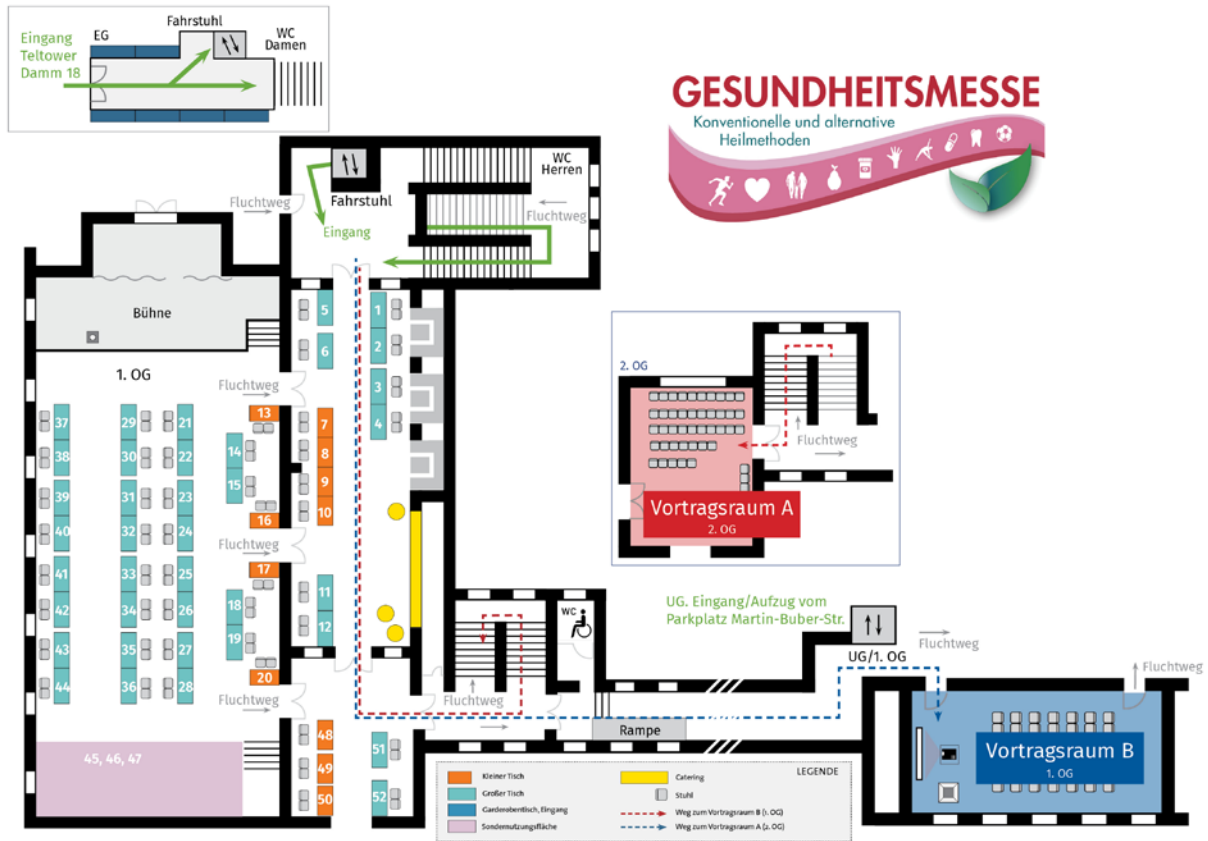 EG
Fahrstuhl
WC
Damen
Eingang
Teltower
Damm 18
GESUNDHEITSMESSE
Konventionelle und alternative
Heilmethoden
WC
Herren
Fahrstuhl
Fluchtweg
Fluchtweg
Eingang
Bühne
1. OG
5
6
1
2
3
4
Fluchtweg
13
7
8
9
10
37
38
39
40
41
42
43
44
29
30
31
32
33
34
35
36
21
22
23
24
25
26
27
28
14
15
16
Fluchtweg
17
18
19
20
11
12
Fluchtweg
45, 46, 47
48
49
50
51
52
WC
Fluchtweg
Rampe
2. OG
Fluchtweg
Vortragsraum A
2. OG
UG. Eingang/Aufzug vom
Parkplatz Martin-Buber-Str.
UG/1. OG
Fluchtweg
Fluchtweg
Vortragsraum B
1. OG
LEGENDE
Kleiner Tisch
Großer Tisch
Garderobentisch, Eingang
Sondernutzungsfläche
Catering
Stuhl
Weg zum Vortragsraum B (1. OG)
Weg zum Vortragsraum A (2. OG)